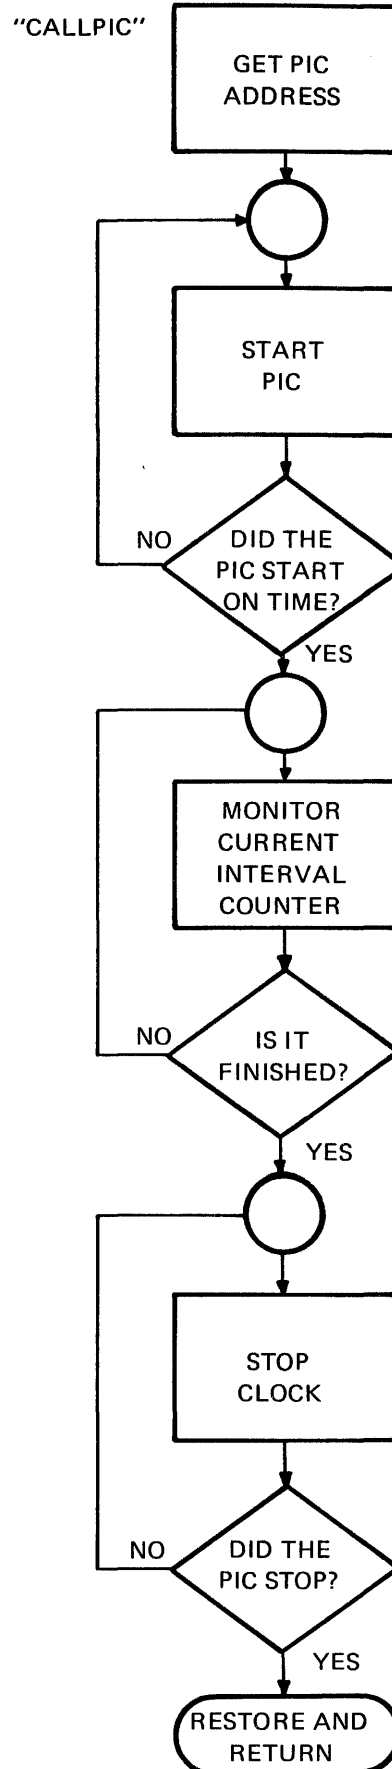 "CALLPIC"
GET PIC
ADDRESS
START
PIC
NO
DID THE
PIC START
ON TIME?
YES
MONITOR
CURRENT
INTERVAL
COUNTER
NO
IS IT
FINISHED?
YES
STOP
CLOCK
NO
DID THE
PIC STOP?
YES
RESTORE AND
RETURN